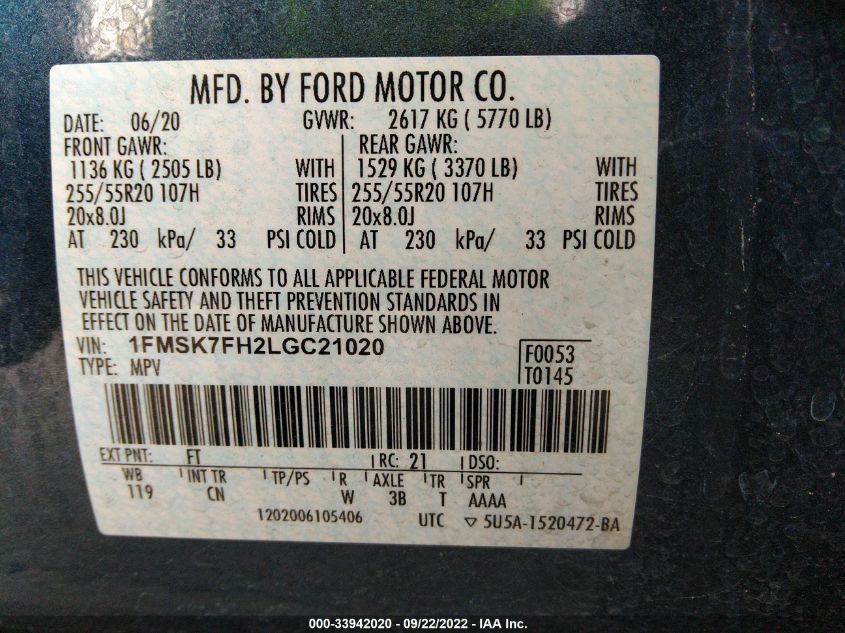 MFD. BY FORD MOTOR CO.
DATE: 06/20 GVWR: 2617 KG ( 5770 LB)
FRONT GAWR: REAR GAWR:
1136 KG ( 2505 LB) WITH 1529 KG ( 3370 LB) WITH
255/55R20 107H TIRES 255/55R20 107H TIRES
20x8.0J RIMS 20x8.0J RIMS
AT 230 kPa/ 33 PSI COLD AT 230 kPa/ 33 PSI COLD
THIS VEHICLE CONFORMS TO ALL APPLICABLE FEDERAL MOTOR
VEHICLE SAFETY AND THEFT PREVENTION STANDARDS IN
EFFECT ON THE DATE OF MANUFACTURE SHOWN ABOVE.
VIN: 1FMSK7FH2LGC21020 F0053
TYPE: MPV T0145
EXT PNT: FT RC: 21 DSO:
WB INT TR TP/PS R AXLE TR SPR
119 CN W 3B T AAAA
1202006105406 UTC ▽ 5U5A-1520472-BA
000-33942020 - 09/22/2022 - IAA Inc.